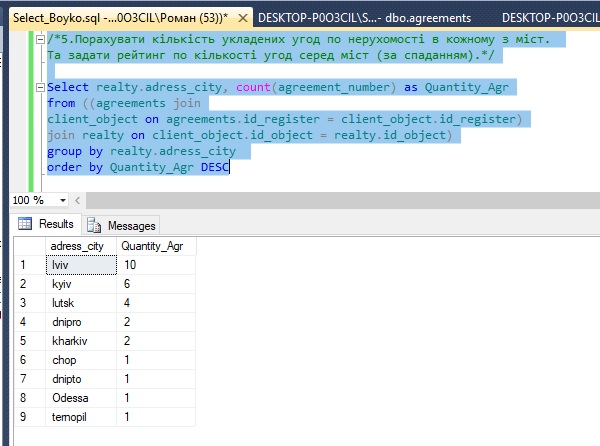 Select_Boyko.sql -...0O3CIL\Роман (53))*
DESKTOP-P0O3CIL\S...- dbo.agreements
DESKTOP-P0O3CIL
/*5.Порахувати кількість укладених угод по нерухомості в кожному з міст.
Та задати рейтинг по кількості угод серед міст (за спаданням).*/
Select realty.adress_city, count(agreement_number) as Quantity_Agr
from ((agreements join
client_object on agreements.id_register = client_object.id_register)
join realty on client_object.id_object = realty.id_object)
group by realty.adress_city
order by Quantity_Agr DESC
100 %
Results Messages
adress_city Quantity_Agr
1 lviv 10
2 kyiv 6
3 lutsk 4
4 dnipro 2
5 kharkiv 2
6 chop 1
7 dnipto 1
8 Odessa 1
9 ternopil 1